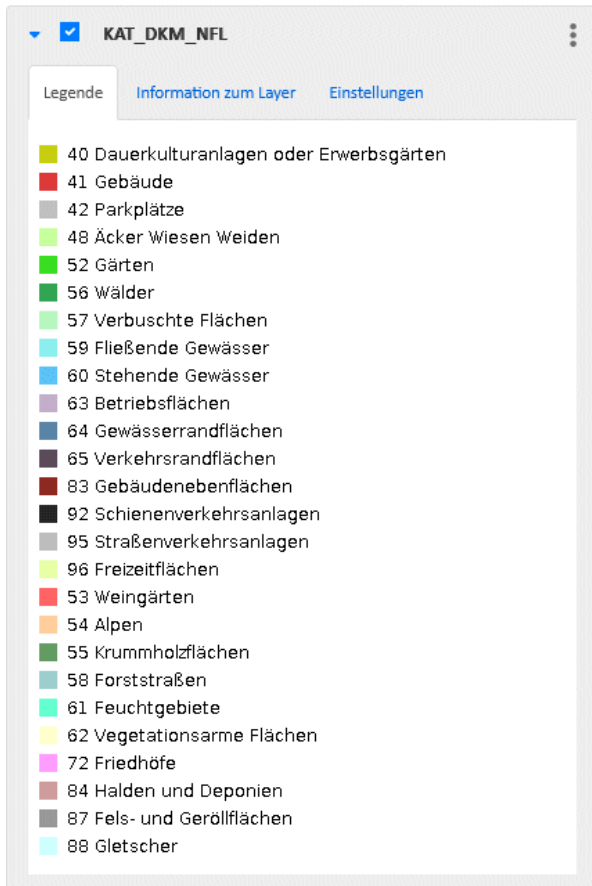 KAT_DKM_NFL
Legende Information zum Layer Einstellungen
40 Dauerkulturanlagen oder Erwerbsgärten
41 Gebäude
42 Parkplätze
48 Äcker Wiesen Weiden
52 Gärten
56 Wälder
57 Verbuschte Flächen
59 Fließende Gewässer
60 Stehende Gewässer
63 Betriebsflächen
64 Gewässerrandflächen
65 Verkehrsrandflächen
83 Gebäudenebenflächen
92 Schienenverkehrsanlagen
95 Straßenverkehrsanlagen
96 Freizeitflächen
53 Weingärten
54 Alpen
55 Krummholzflächen
58 Forststraßen
61 Feuchtgebiete
62 Vegetationsarme Flächen
72 Friedhöfe
84 Halden und Deponien
87 Fels- und Geröllflächen
88 Gletscher